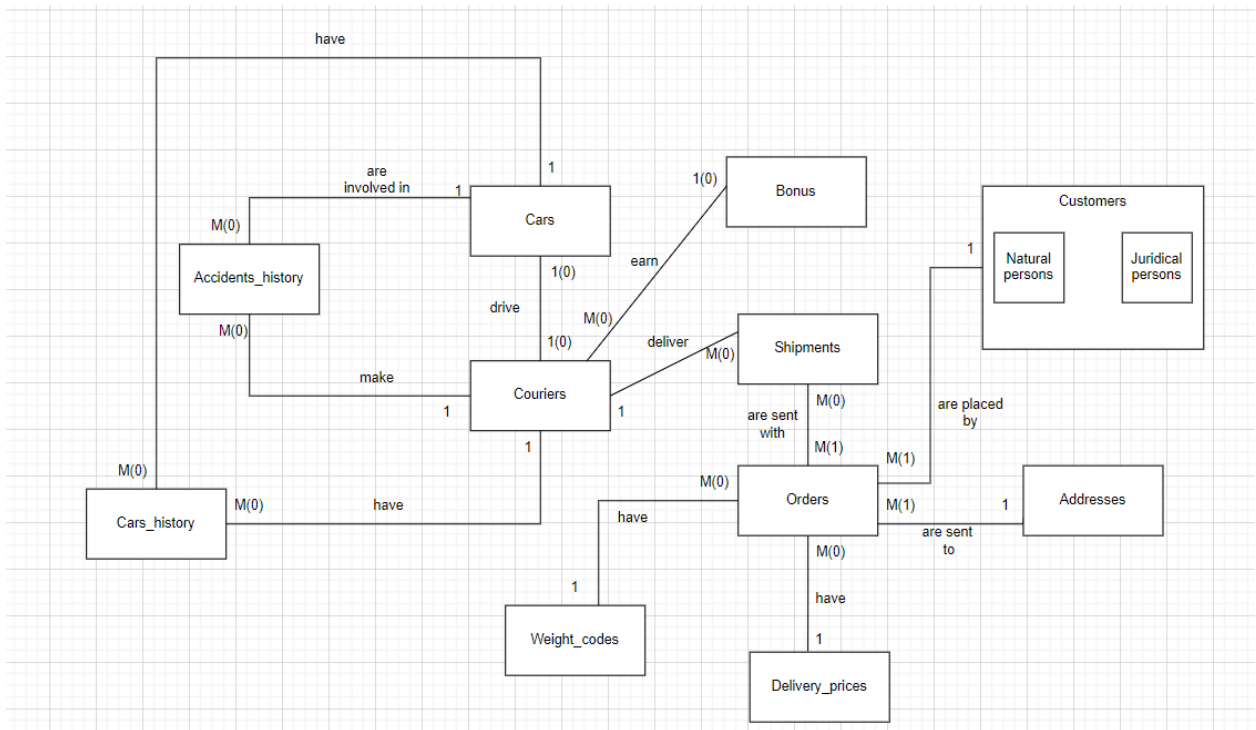 have
1
are
involved in
1
M(0)
Cars
Accidents_history
1(0)
drive
M(0)
1(0)
make
1
Couriers
1
1
M(0)
M(0)
have
Cars_history
1(0)
Bonus
earn
M(0)
deliver
M(0)
Shipments
M(0)
are sent
with
M(1)
Customers
Natural
persons
Juridical
persons
1
are placed
by
M(1)
M(0)
Orders
M(1)
1
Addresses
are sent
to
have
1
Weight_codes
M(0)
have
1
Delivery_prices